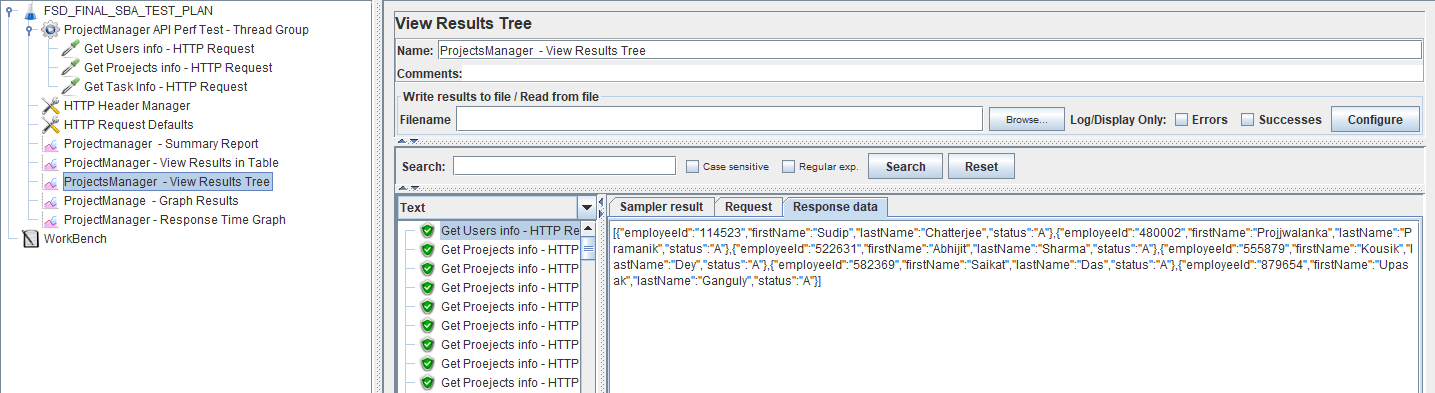 FSD_FINAL_SBA_TEST_PLAN
ProjectManager API Perf Test - Thread Group
Get Users info - HTTP Request
Get Proejects info - HTTP Request
Get Task Info - HTTP Request
HTTP Header Manager
HTTP Request Defaults
Projectmanager - Summary Report
ProjectManager - View Results in Table
ProjectsManager - View Results Tree
ProjectManage - Graph Results
ProjectManager - Response Time Graph
WorkBench
View Results Tree
Name: ProjectsManager - View Results Tree
Comments:
Write results to file / Read from file
Filename Browse... Log/Display Only: Errors Successes Configure
Search: Case sensitive Regular exp. Search Reset
Text
Get Users info - HTTP Re
Get Proejects info - HTTP
Get Proejects info - HTTP
Get Proejects info - HTTP
Get Proejects info - HTTP
Get Proejects info - HTTP
Get Proejects info - HTTP
Get Proejects info - HTTP
Get Proejects info - HTTP
Sampler result Request Response data
[{"employeeId":"114523","firstName":"Sudip","lastName":"Chatterjee","status":"A"},{"employeeId":"480002","firstName":"Projjwalanka","lastName":"P
ramanik","status":"A"},{"employeeId":"522631","firstName":"Abhijit","lastName":"Sharma","status":"A"},{"employeeId":"555879","firstName":"Kousik","l
astName":"Dey","status":"A"},{"employeeId":"582369","firstName":"Saikat","lastName":"Das","status":"A"},{"employeeId":"879654","firstName":"Upas
ak","lastName":"Ganguly","status":"A"}]